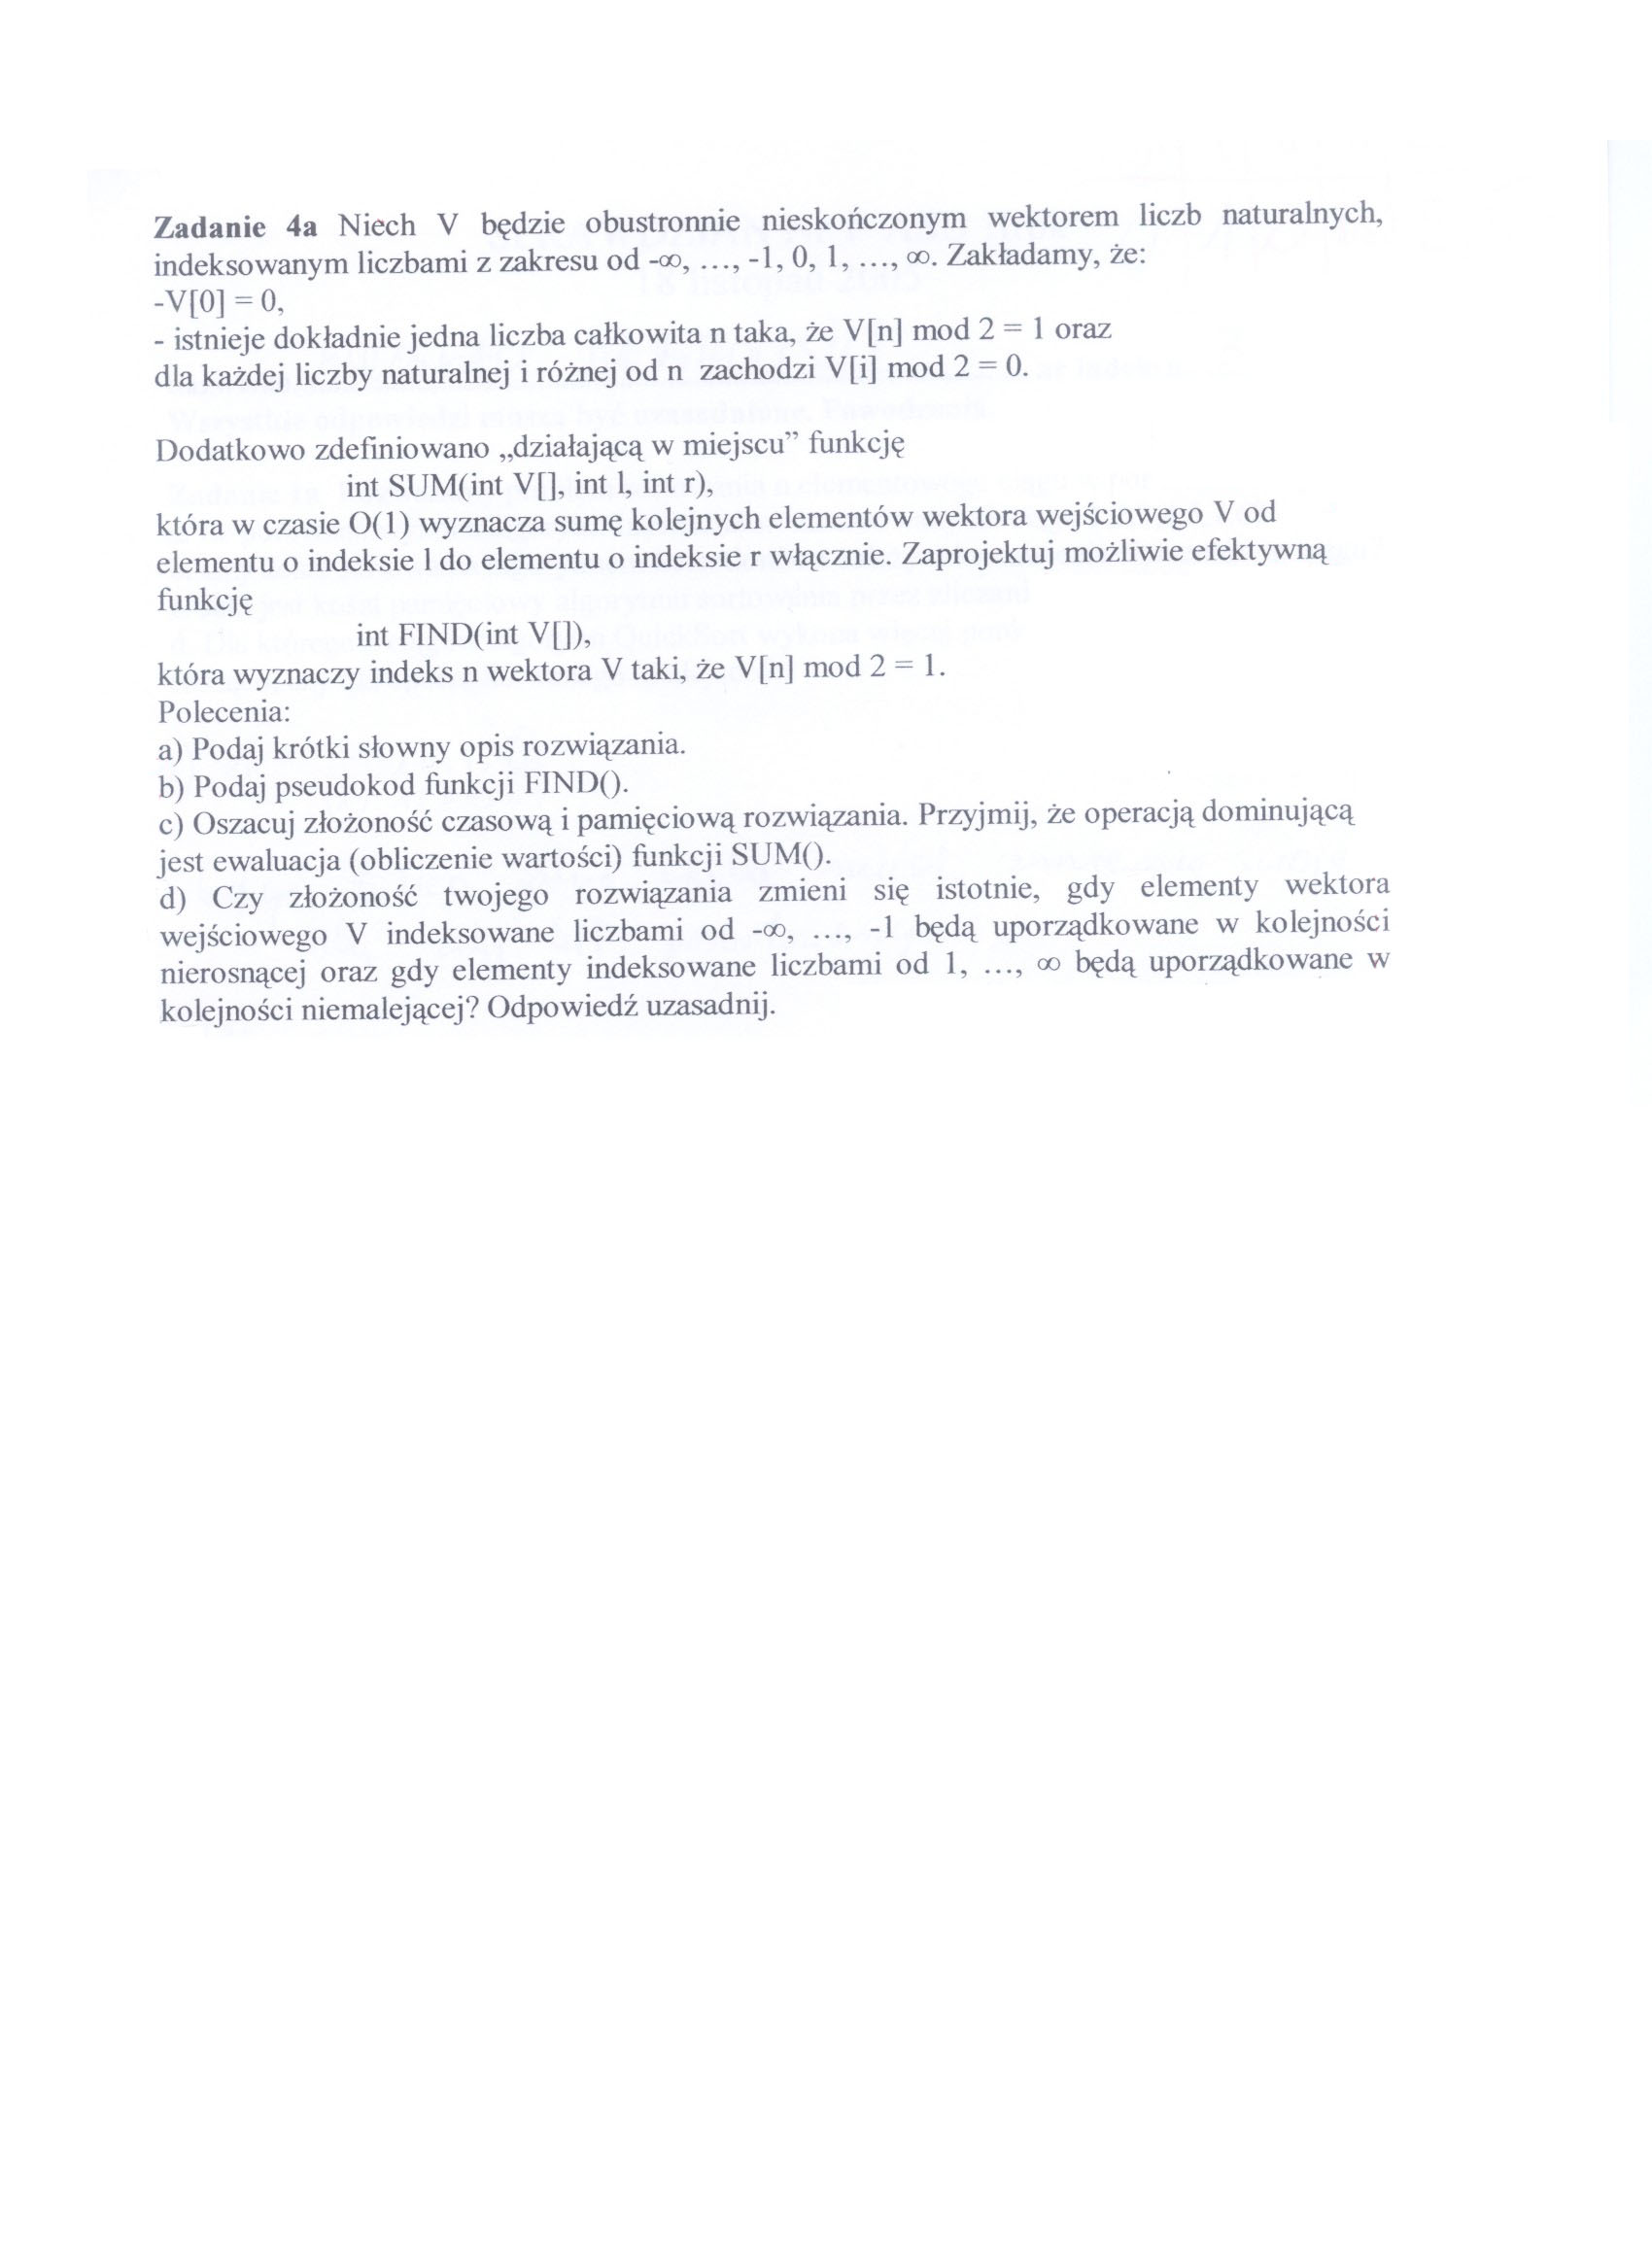 Zadanie 4a Niech V będzie obustronnie nieskończonym wektorem liczb naturalnych,
indeksowanym liczbami z zakresu od -∞, ..., -1, 0, 1, ..., ∞. Zakładamy, że:
-V[0] = 0,
- istnieje dokładnie jedna liczba całkowita n taka, że V[n] mod 2 = 1 oraz
dla każdej liczby naturalnej i różnej od n zachodzi V[i] mod 2 = 0.
Dodatkowo zdefiniowano „działającą w miejscu” funkcję
int SUM(int V[], int l, int r),
która w czasie O(1) wyznacza sumę kolejnych elementów wektora wejściowego V od
elementu o indeksie l do elementu o indeksie r włącznie. Zaprojektuj możliwie efektywną
funkcję
int FIND(int V[]),
która wyznaczy indeks n wektora V taki, że V[n] mod 2 = 1.
Polecenia:
a) Podaj krótki słowny opis rozwiązania.
b) Podaj pseudokod funkcji FIND().
c) Oszacuj złożoność czasową i pamięciową rozwiązania. Przyjmij, że operacją dominującą
jest ewaluacja (obliczenie wartości) funkcji SUM().
d) Czy złożoność twojego rozwiązania zmieni się istotnie, gdy elementy wektora
wejściowego V indeksowane liczbami od -∞, ..., -1 będą uporządkowane w kolejności
nierosnącej oraz gdy elementy indeksowane liczbami od 1, ..., ∞ będą uporządkowane w
kolejności niemalejącej? Odpowiedź uzasadnij.